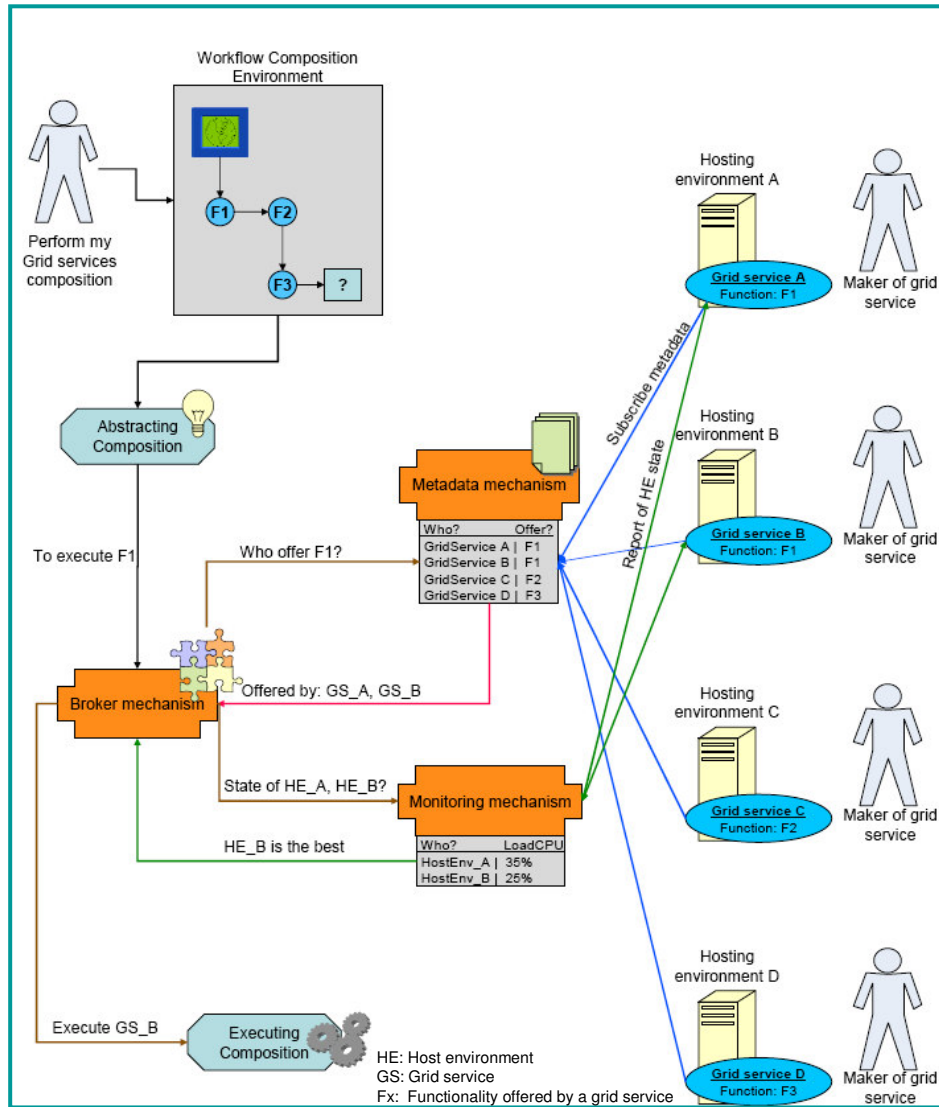 Workflow Composition
Environment
F1
F2
F3
?
Perform my
Grid services
composition
Abstracting
Composition
To execute F1
Who offer F1?
Metadata mechanism
Who? Offer?
GridService A | F1
GridService B | F1
GridService C | F2
GridService D | F3
Broker mechanism
Offered by: GS_A, GS_B
State of HE_A, HE_B?
Monitoring mechanism
Who? LoadCPU
HostEnv_A | 35%
HostEnv_B | 25%
HE_B is the best
Execute GS_B
Executing
Composition
Subscribe metadata
Report of HE state
Hosting
environment A
Grid service A
Function: F1
Maker of grid
service
Hosting
environment B
Grid service B
Function: F1
Maker of grid
service
Hosting
environment C
Grid service C
Function: F2
Maker of grid
service
Hosting
environment D
Grid service D
Function: F3
Maker of grid
service
HE: Host environment
GS: Grid service
Fx: Functionality offered by a grid service